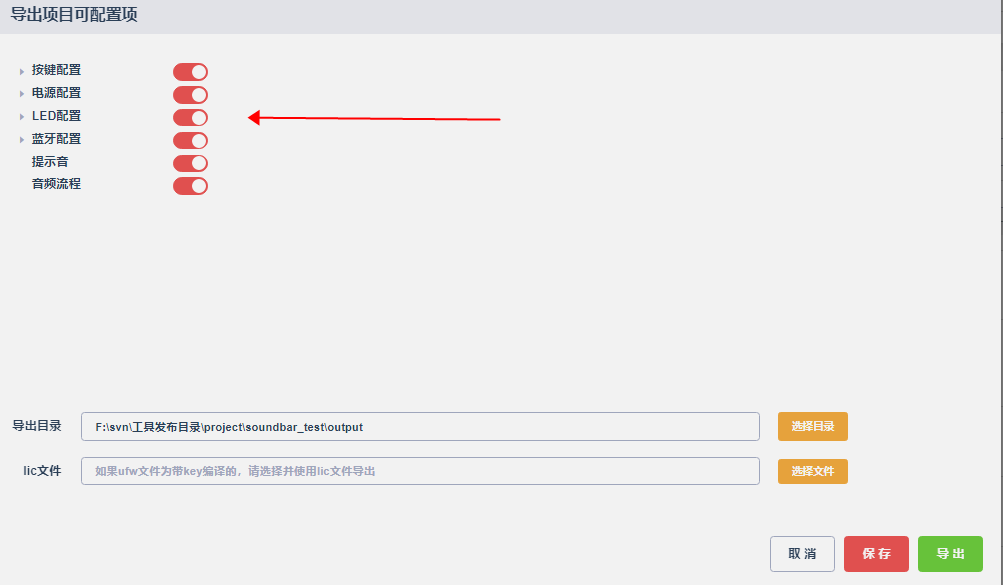 导出项目可配置项
按键配置
电源配置
LED配置
蓝牙配置
提示音
音频流程
导出目录 F:\svn\工具发布目录\project\soundbar_test\output 选择目录
lic文件 如果ufw文件为带key编译的，请选择并使用lic文件导出 选择文件
取 消 保 存 导 出